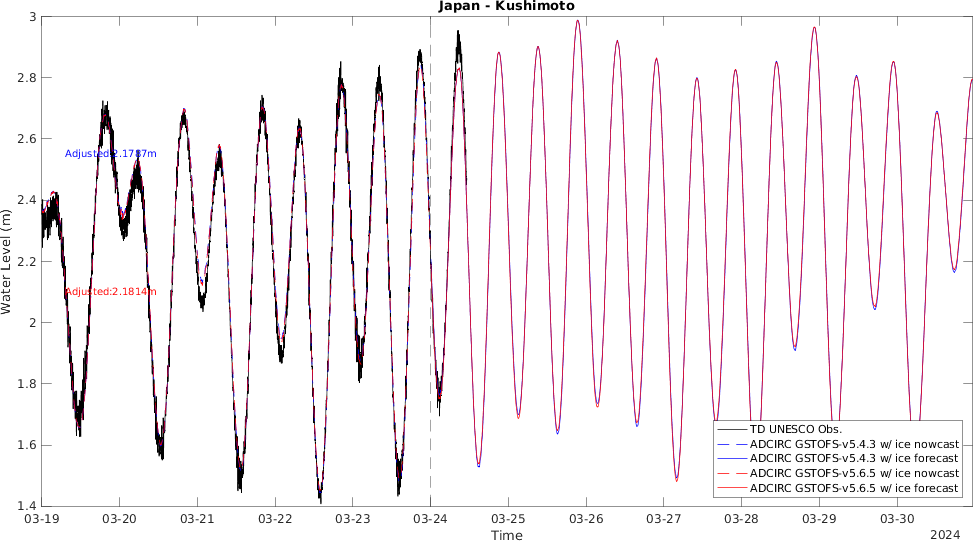 Japan - Kushimoto
Water Level (m)
3
2.8
2.6
2.4
2.2
2
1.8
1.6
1.4
Adjusted:2.1787m
Adjusted:2.1814m
TD UNESCO Obs.
ADCIRC GSTOFS-v5.4.3 w/ ice nowcast
ADCIRC GSTOFS-v5.4.3 w/ ice forecast
ADCIRC GSTOFS-v5.6.5 w/ ice nowcast
ADCIRC GSTOFS-v5.6.5 w/ ice forecast
03-19 03-20 03-21 03-22 03-23 03-24 03-25 03-26 03-27 03-28 03-29 03-30
Time
2024